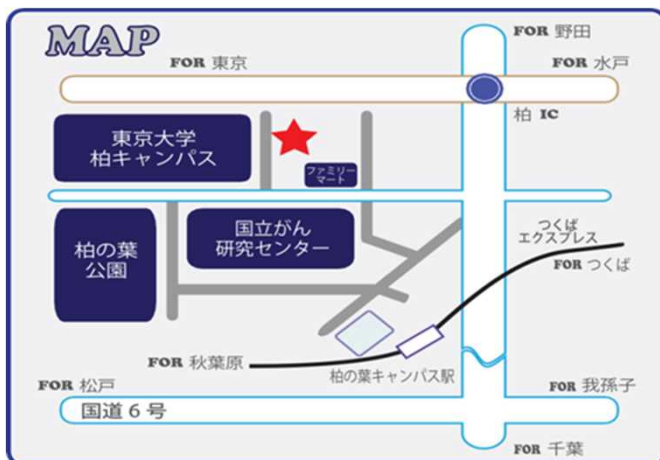 MAP
FOR 野田
FOR 東京
FOR 水戸
柏 IC
東京大学
柏キャンパス
ファミリー
マート
国立がん
研究センター
柏の葉
公園
つくば
エクスプレス
FOR つくば
FOR 秋葉原
柏の葉キャンパス駅
FOR 松戸
FOR 我孫子
国道6号
FOR 千葉